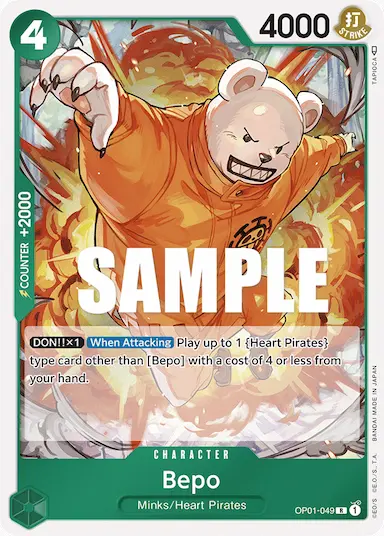 4
4000
打
STRIKE
TAPIOCA
COUNTER +2000
SAMPLE
DON!!×1 When Attacking Play up to 1 {Heart Pirates}
type card other than [Bepo] with a cost of 4 or less from
your hand.
CHARACTER
Bepo
Minks/Heart Pirates
OP01-049 R 1
©E.O/S. ©E.O./S.,T.A. BANDAI MADE IN JAPAN